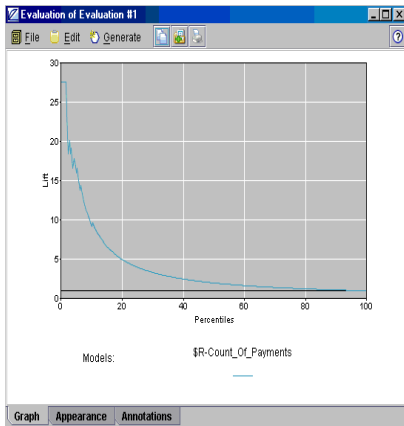 Evaluation of Evaluation #1
File Edit Generate
30
25
20
15
10
5
0
Lift
0 20 40 60 80 100
Percentiles
Models: $R-Count_Of_Payments
Graph Appearance Annotations